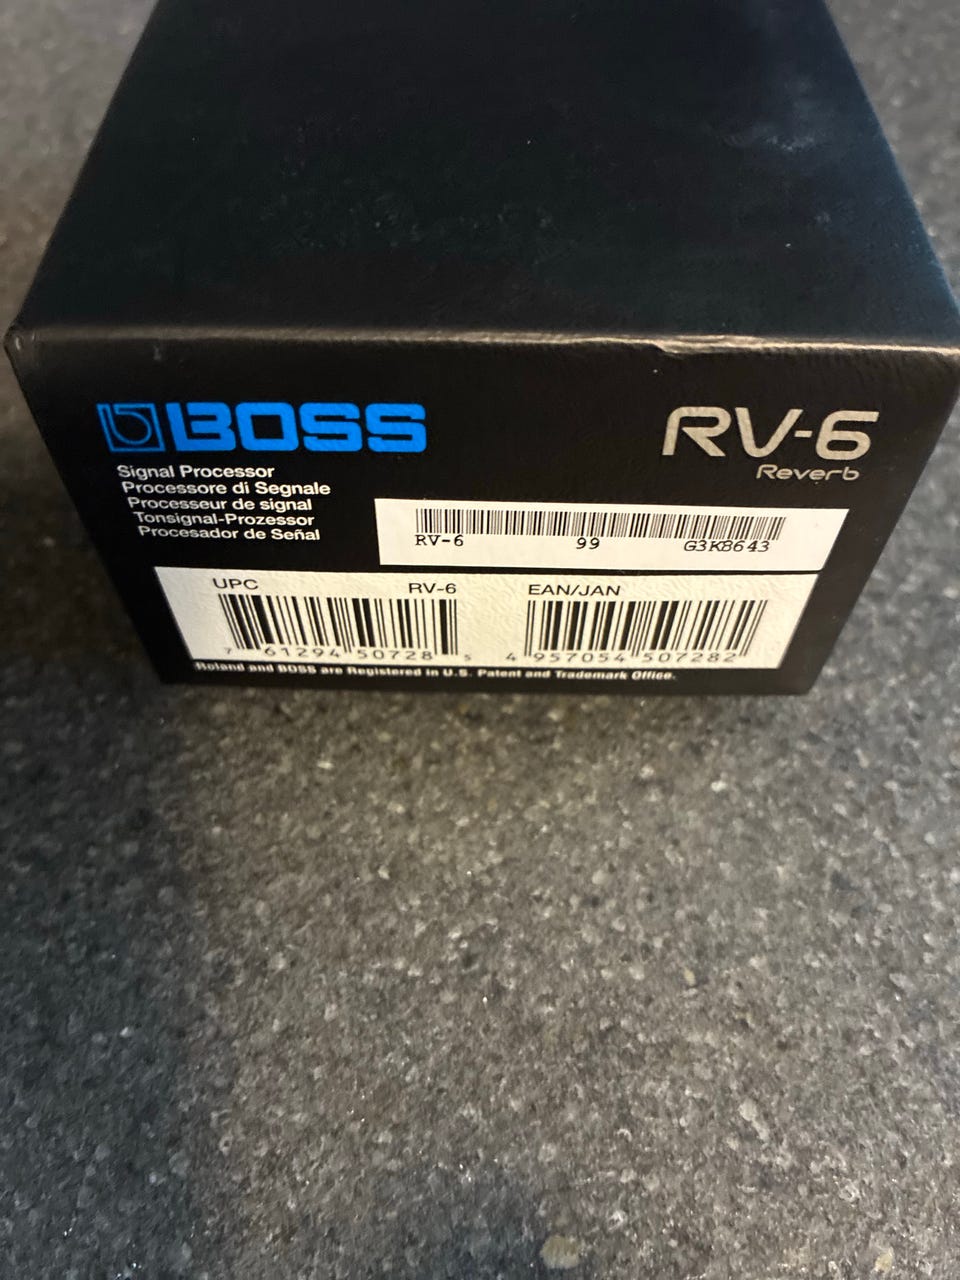 BOSS
RV-6
Reverb
Signal Processor
Processore di Segnale
Processeur de signal
Tonsignal-Prozessor
Procesador de Señal
RV-6 99 G3K8643
UPC RV-6 EAN/JAN
7 61294 50728 5 4 957054 507282
Roland and BOSS are Registered in U.S. Patent and Trademark Office.